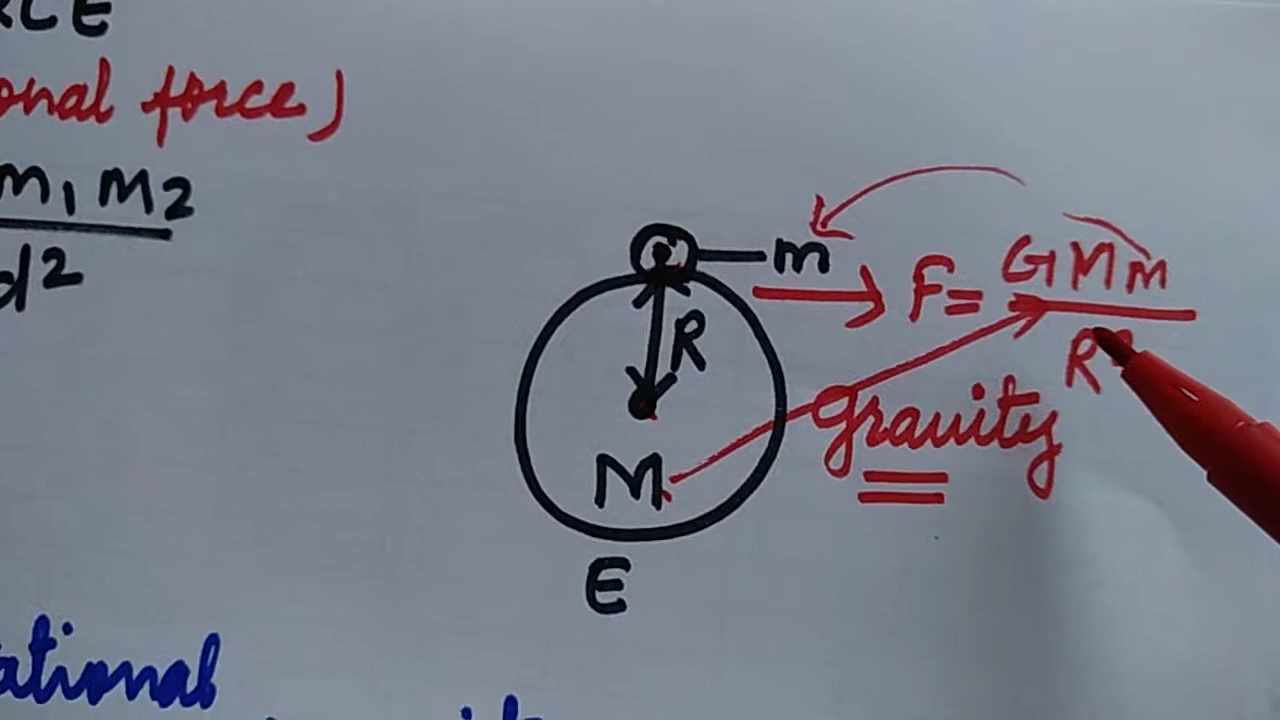 RCE
onal force)
m1 m2
d2
m
F = GMm
R2
R
Gravity
M
E
ational